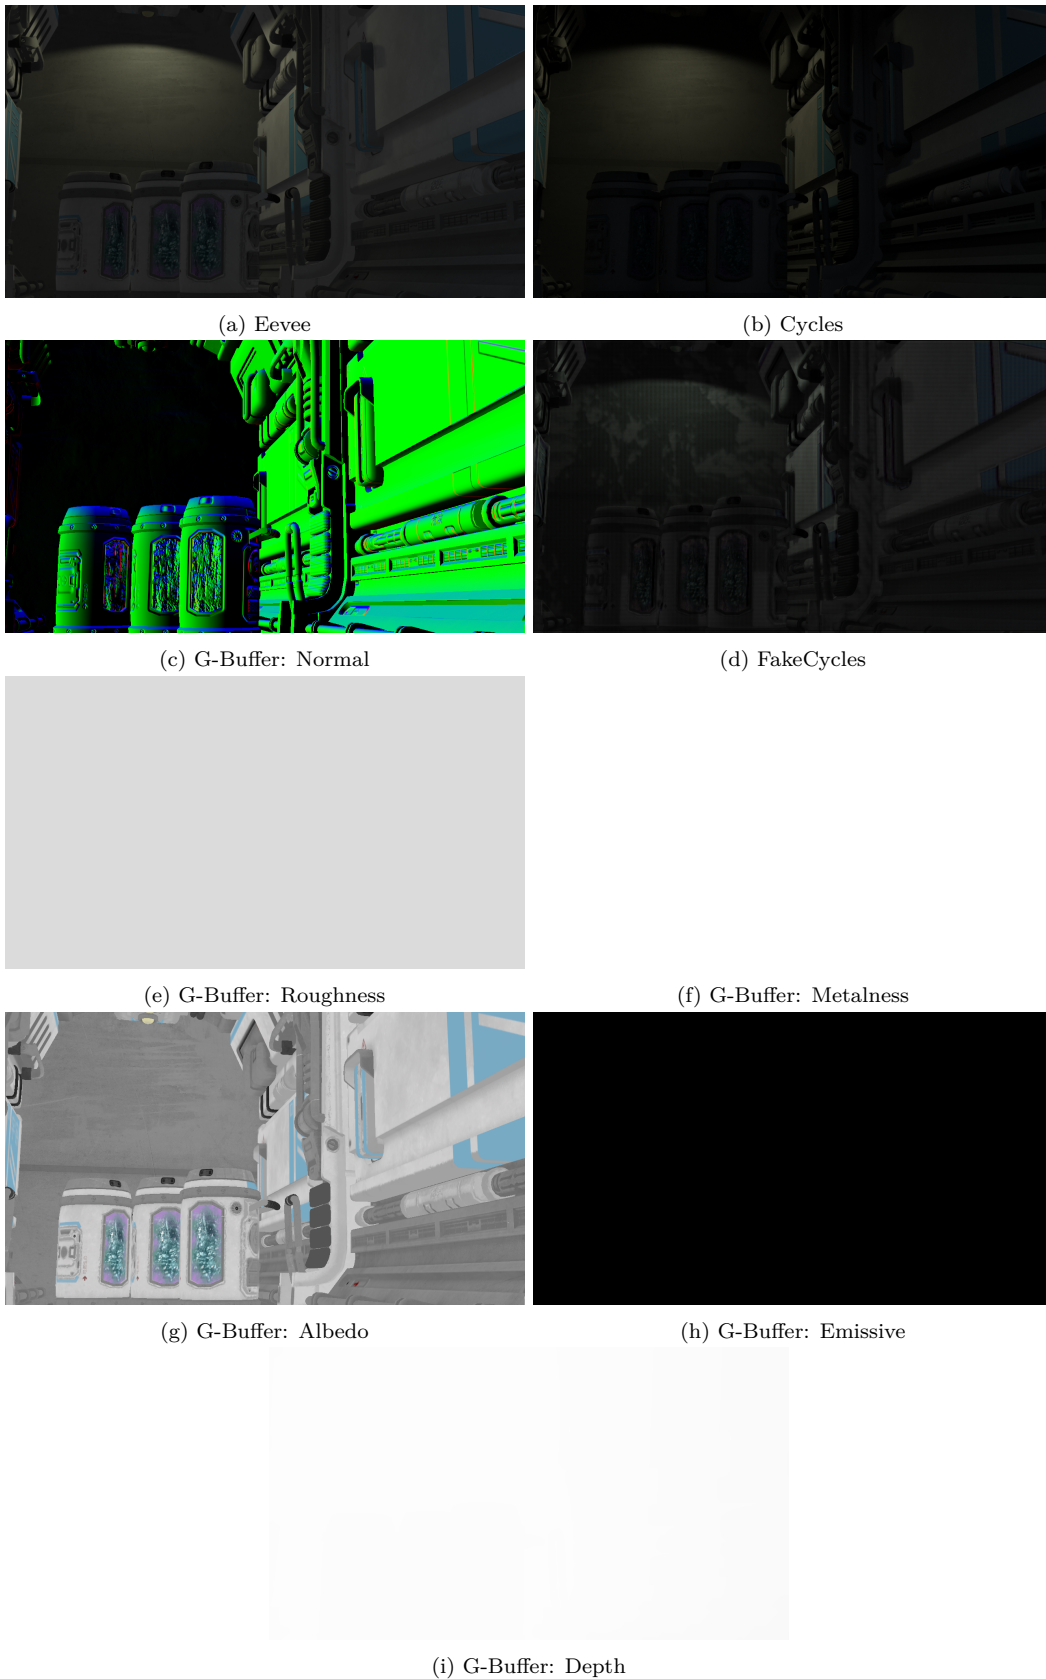 (a) Eevee
(b) Cycles
(c) G-Buffer: Normal
(d) FakeCycles
(e) G-Buffer: Roughness
(f) G-Buffer: Metalness
(g) G-Buffer: Albedo
(h) G-Buffer: Emissive
(i) G-Buffer: Depth